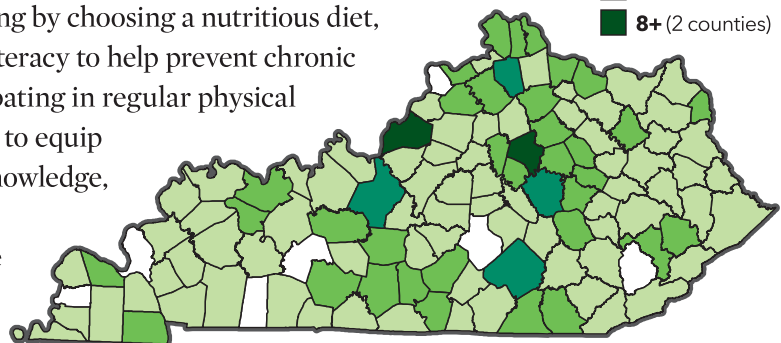 ng by choosing a nutritious diet,
teracy to help prevent chronic
pating in regular physical
to equip
nowledge,
e
8+ (2 counties)